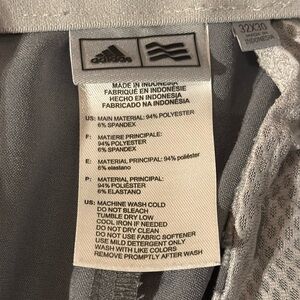 adidas
32X30
INDONESIA
MADE IN INDONESIA
FABRIQUÉ EN INDONÉSIE
HECHO EN INDONESIA
FABRICADO NA INDONÉSIA
US: MAIN MATERIAL: 94% POLYESTER
6% SPANDEX
F: MATIERE PRINCIPALE:
94% POLYESTER
6% SPANDEX
E: MATERIAL PRINCIPAL: 94% poliéster
6% elastano
P: MATERIAL PRINCIPAL:
94% POLIÉSTER
6% ELASTANO
US: MACHINE WASH COLD
DO NOT BLEACH
TUMBLE DRY LOW
COOL IRON IF NEEDED
DO NOT DRY CLEAN
DO NOT USE FABRIC SOFTENER
USE MILD DETERGENT ONLY
WASH WITH LIKE COLORS
REMOVE PROMPTLY AFTER WASH